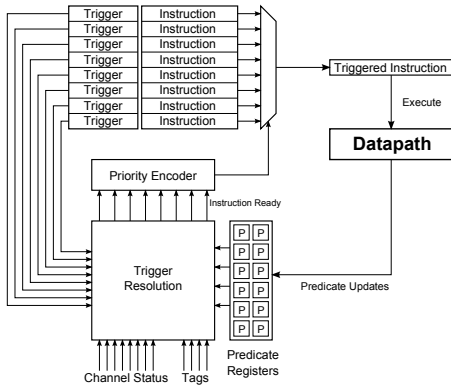 Trigger Instruction
Trigger Instruction
Trigger Instruction
Trigger Instruction
Trigger Instruction
Trigger Instruction
Trigger Instruction
Trigger Instruction
Triggered Instruction
Execute
Datapath
Priority Encoder
Instruction Ready
Trigger
Resolution
P P
P P
P P
P P
P P
P P
Predicate Updates
Channel Status
Tags
Predicate
Registers